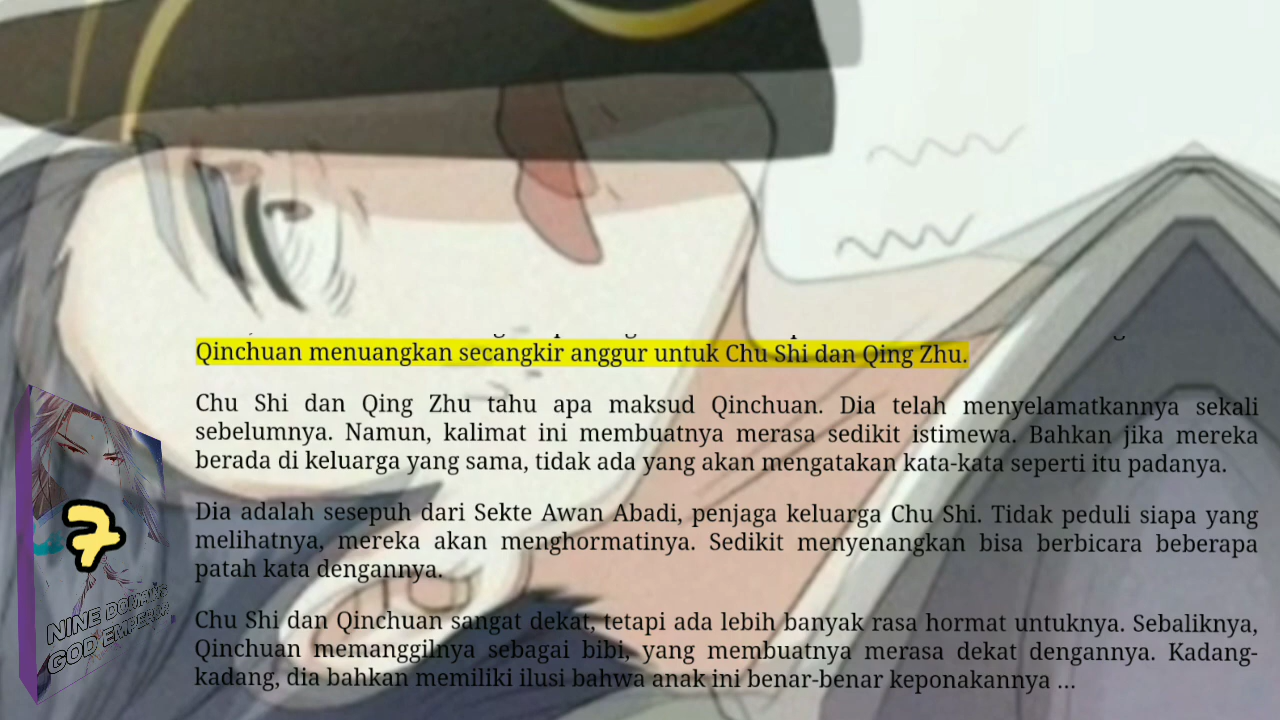 Qinchuan menuangkan secangkir anggur untuk Chu Shi dan Qing Zhu.
Chu Shi dan Qing Zhu tahu apa maksud Qinchuan. Dia telah menyelamatkannya sekali
sebelumnya. Namun, kalimat ini membuatnya merasa sedikit istimewa. Bahkan jika mereka
berada di keluarga yang sama, tidak ada yang akan mengatakan kata-kata seperti itu padanya.
Dia adalah sesepuh dari Sekte Awan Abadi, penjaga keluarga Chu Shi. Tidak peduli siapa yang
melihatnya, mereka akan menghormatinya. Sedikit menyenangkan bisa berbicara beberapa
patah kata dengannya.
Chu Shi dan Qinchuan sangat dekat, tetapi ada lebih banyak rasa hormat untuknya. Sebaliknya,
Qinchuan memanggilnya sebagai bibi, yang membuatnya merasa dekat dengannya. Kadang-
kadang, dia bahkan memiliki ilusi bahwa anak ini benar-benar keponakannya ...
7
NINE
GOD EMPEROR